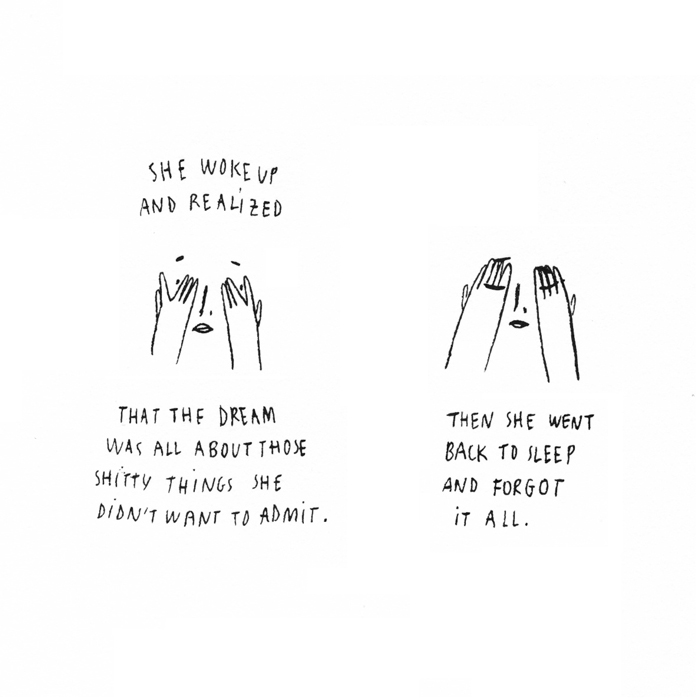 SHE WOKE UP
AND REALiZED
THAT THE DREAM
WAS ALL ABOUT THOSE
SHiTTY THiNGS SHE
DiDN'T WANT TO ADMiT.
THEN SHE WENT
BACK TO SLEEP
AND FORGOT
iT ALL.